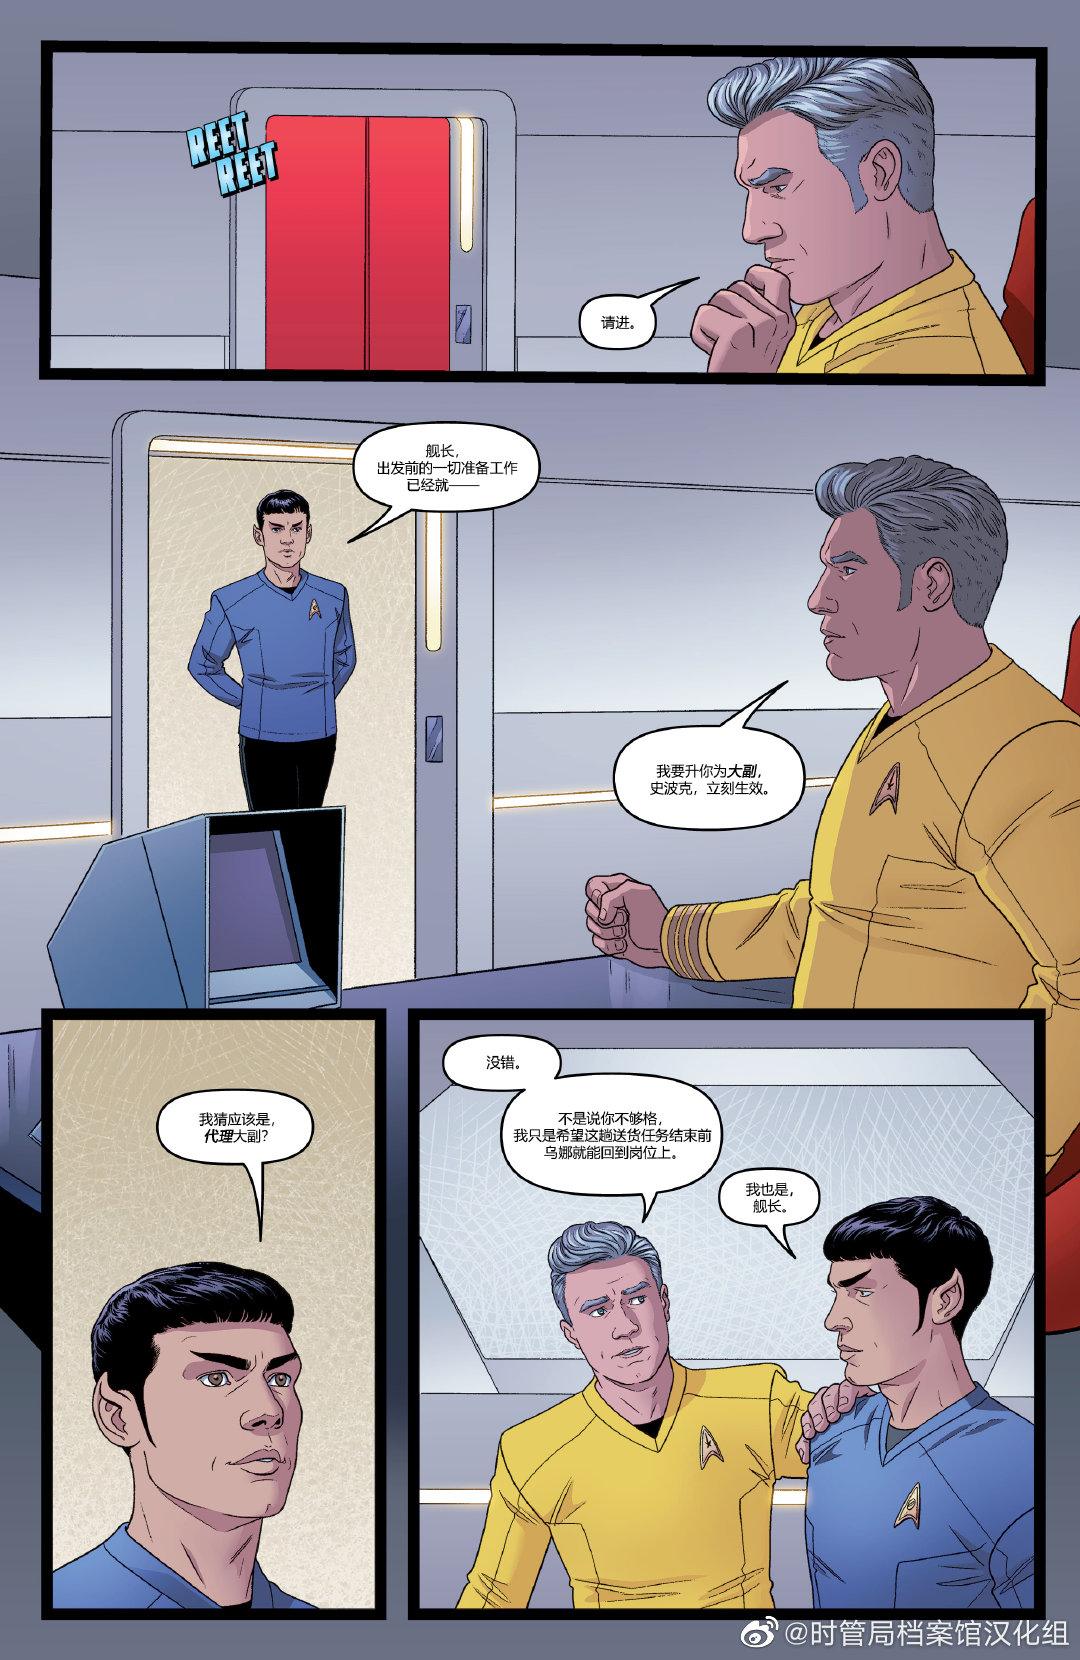 REET
REET
请进。
舰长，
出发前的一切准备工作
已经就——
我要升你为大副，
史波克，立刻生效。
我猜应该是，
代理大副？
没错。
不是说你不够格，
我只是希望这趟送货任务结束前
乌娜就能回到岗位上。
我也是，
舰长。
@时管局档案馆汉化组